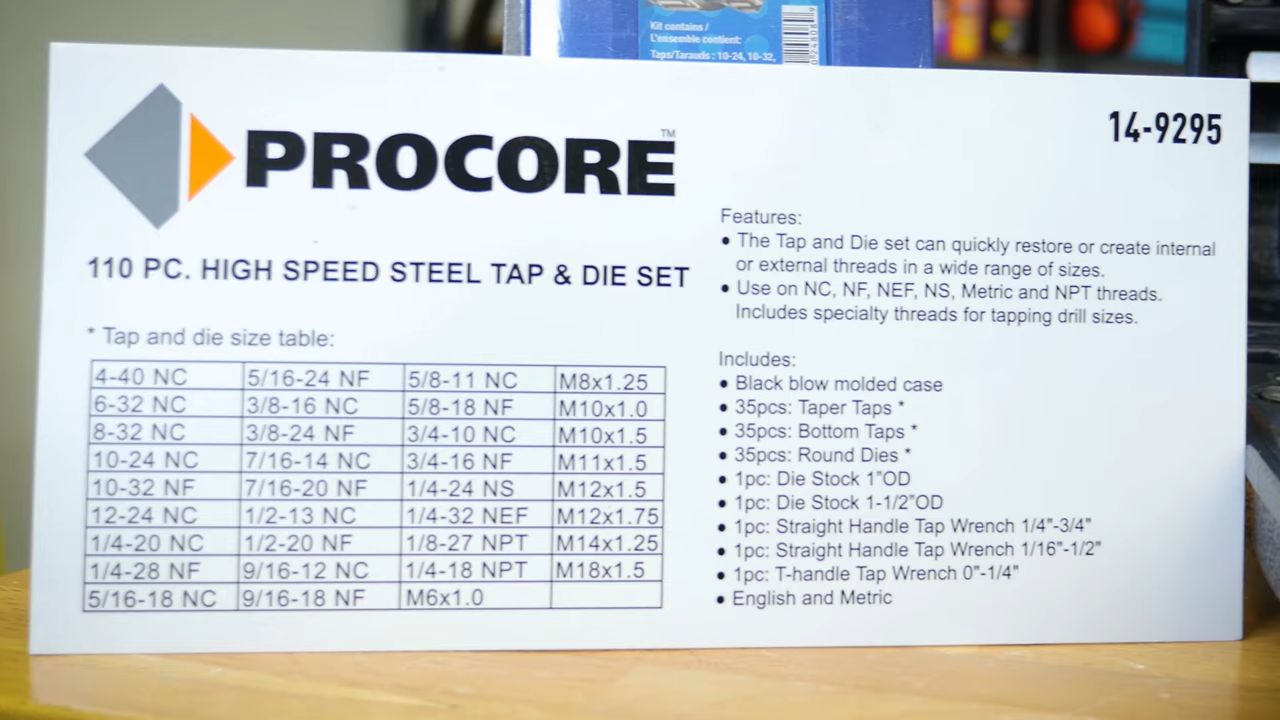 Kit contains /
L'ensemble contient:
Taps/Tarauds : 10-24, 10-32,
PROCORE™
14-9295
110 PC. HIGH SPEED STEEL TAP & DIE SET
* Tap and die size table:
4-40 NC 5/16-24 NF 5/8-11 NC M8x1.25
6-32 NC 3/8-16 NC 5/8-18 NF M10x1.0
8-32 NC 3/8-24 NF 3/4-10 NC M10x1.5
10-24 NC 7/16-14 NC 3/4-16 NF M11x1.5
10-32 NF 7/16-20 NF 1/4-24 NS M12x1.5
12-24 NC 1/2-13 NC 1/4-32 NEF M12x1.75
1/4-20 NC 1/2-20 NF 1/8-27 NPT M14x1.25
1/4-28 NF 9/16-12 NC 1/4-18 NPT M18x1.5
5/16-18 NC 9/16-18 NF M6x1.0
Features:
• The Tap and Die set can quickly restore or create internal
or external threads in a wide range of sizes.
• Use on NC, NF, NEF, NS, Metric and NPT threads.
Includes specialty threads for tapping drill sizes.
Includes:
• Black blow molded case
• 35pcs: Taper Taps *
• 35pcs: Bottom Taps *
• 35pcs: Round Dies *
• 1pc: Die Stock 1"OD
• 1pc: Die Stock 1-1/2"OD
• 1pc: Straight Handle Tap Wrench 1/4"-3/4"
• 1pc: Straight Handle Tap Wrench 1/16"-1/2"
• 1pc: T-handle Tap Wrench 0"-1/4"
• English and Metric